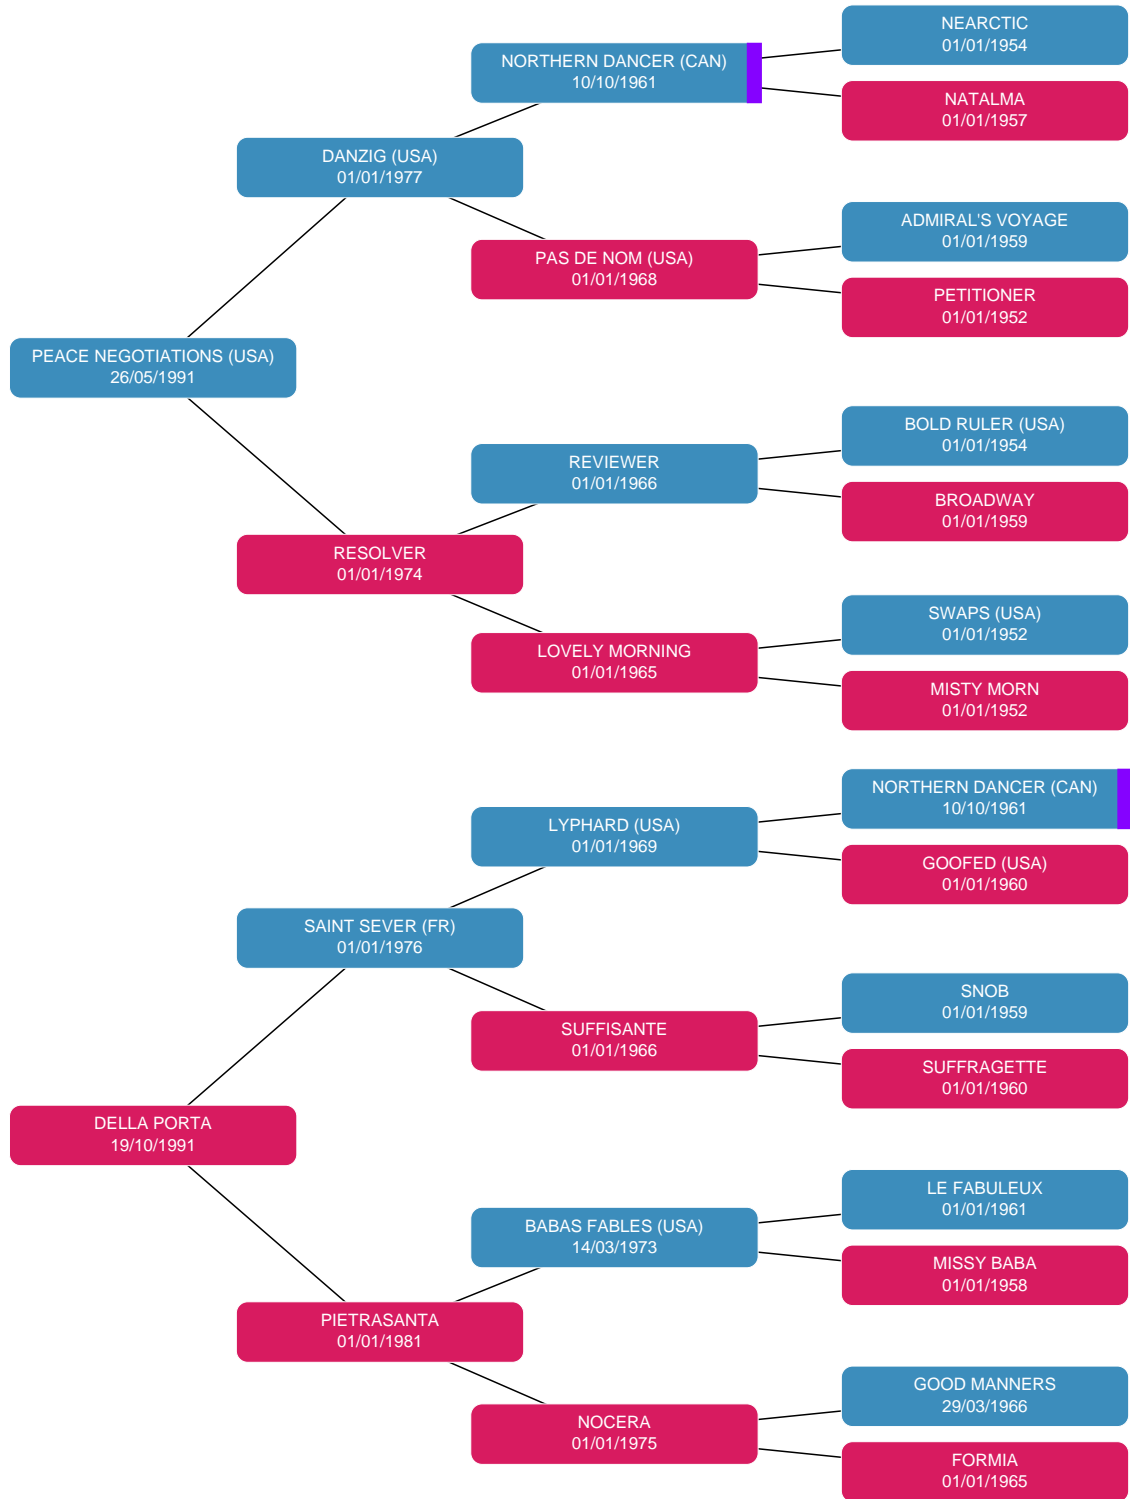 NEARCTIC
01/01/1954
NORTHERN DANCER (CAN)
10/10/1961
NATALMA
01/01/1957
DANZIG (USA)
01/01/1977
ADMIRAL'S VOYAGE
01/01/1959
PAS DE NOM (USA)
01/01/1968
PETITIONER
01/01/1952
PEACE NEGOTIATIONS (USA)
26/05/1991
BOLD RULER (USA)
01/01/1954
REVIEWER
01/01/1966
BROADWAY
01/01/1959
RESOLVER
01/01/1974
SWAPS (USA)
01/01/1952
LOVELY MORNING
01/01/1965
MISTY MORN
01/01/1952
NORTHERN DANCER (CAN)
10/10/1961
LYPHARD (USA)
01/01/1969
GOOFED (USA)
01/01/1960
SAINT SEVER (FR)
01/01/1976
SNOB
01/01/1959
SUFFISANTE
01/01/1966
SUFFRAGETTE
01/01/1960
DELLA PORTA
19/10/1991
LE FABULEUX
01/01/1961
BABAS FABLES (USA)
14/03/1973
MISSY BABA
01/01/1958
PIETRASANTA
01/01/1981
GOOD MANNERS
29/03/1966
NOCERA
01/01/1975
FORMIA
01/01/1965